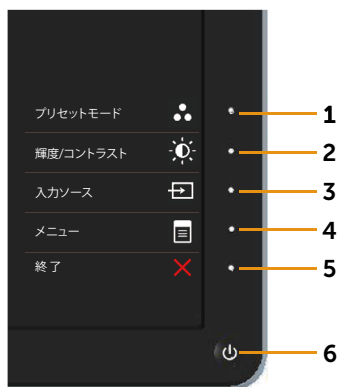 プリセットモード 1
輝度/コントラスト 2
入力ソース 3
メニュー 4
終了 5
6